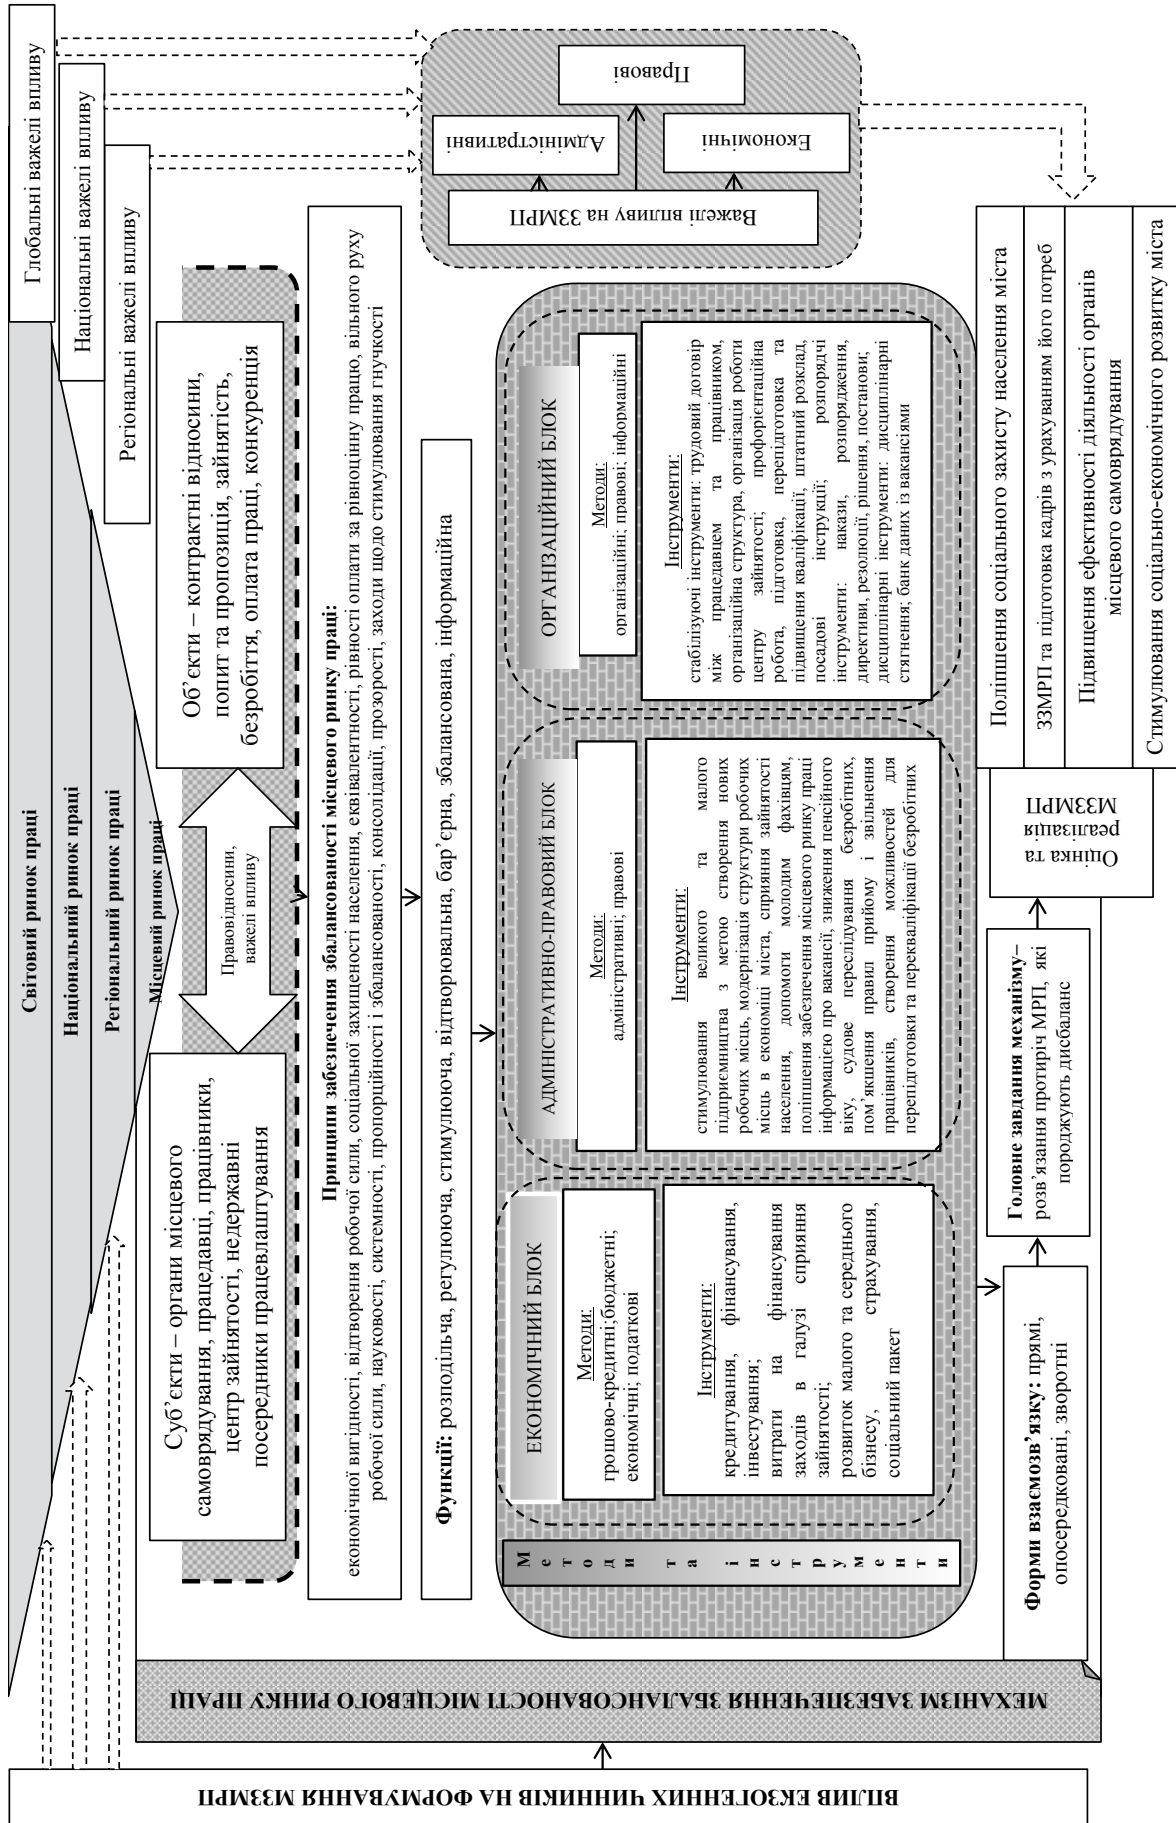 ВПЛИВ ЕКЗОГЕННИХ ЧИННИКІВ НА ФОРМУВАННЯ МЗЗМРП
МЕХАНІЗМ ЗАБЕЗПЕЧЕННЯ ЗБАЛАНСОВАНОСТІ МІСЦЕВОГО РИНКУ ПРАЦІ
Світовий ринок праці
Національний ринок праці
Регіональний ринок праці
Місцевий ринок праці
Глобальні важелі впливу
Національні важелі впливу
Регіональні важелі впливу
Суб’єкти – органи місцевого
самоврядування, працедавці, працівники,
центр зайнятості, недержавні
посередники працевлаштування
Правовідносини,
важелі впливу
Об’єкти – контрактні відносини,
попит та пропозиція, зайнятість,
безробіття, оплата праці, конкуренція
Принципи забезпечення збалансованості місцевого ринку праці:
економічної вигідності, відтворення робочої сили, соціальної захищеності населення, еквівалентності, рівності оплати за рівноцінну працю, вільного руху
робочої сили, науковості, системності, пропорційності і збалансованості, консолідації, прозорості, заходи щодо стимулювання гнучкості
Функції: розподільча, регулююча, стимулююча, відтворювальна, бар’єрна, збалансована, інформаційна
Важелі впливу на ЗЗМРП
Адміністративні
Правові
Економічні
Методи та інструменти
ЕКОНОМІЧНИЙ БЛОК
Методи:
грошово-кредитні;бюджетні;
економічні; податкові
Інструменти:
кредитування, фінансування,
інвестування;
витрати на фінансування
заходів в галузі сприяння
зайнятості;
розвиток малого та середнього
бізнесу, страхування,
соціальний пакет
АДМІНІСТРАТИВНО-ПРАВОВИЙ БЛОК
Методи:
адміністративні; правові
Інструменти:
стимулювання великого та малого
підприємництва з метою створення нових
робочих місць, модернізація структури робочих
місць в економіці міста, сприяння зайнятості
населення, допомоги молодим фахівцям,
поліпшення забезпечення місцевого ринку праці
інформацією про вакансії, зниження пенсійного
віку, судове переслідування безробітних,
пом’якшення правил прийому і звільнення
працівників, створення можливостей для
перепідготовки та перекваліфікації безробітних
ОРГАНІЗАЦІЙНИЙ БЛОК
Методи:
організаційні; правові; інформаційні
Інструменти:
стабілізуючі інструменти: трудовий договір
між працедавцем та працівником,
організаційна структура, організація роботи
центру зайнятості; профорієнтаційна
робота, підготовка, перепідготовка та
підвищення кваліфікації, штатний розклад,
посадові інструкції; розпорядчі
інструменти: накази, розпорядження,
директиви, резолюції, рішення, постанови;
дисциплінарні інструменти: дисциплінарні
стягнення; банк даних із вакансіями
Форми взаємозв’язку: прямі,
опосередковані, зворотні
Головне завдання механізму–
розв’язання протиріч МРП, які
породжують дисбаланс
Оцінка та
реалізація
МЗЗМРП
Поліпшення соціального захисту населення міста
ЗЗМРП та підготовка кадрів з урахуванням його потреб
Підвищення ефективності діяльності органів
місцевого самоврядування
Стимулювання соціально-економічного розвитку міста